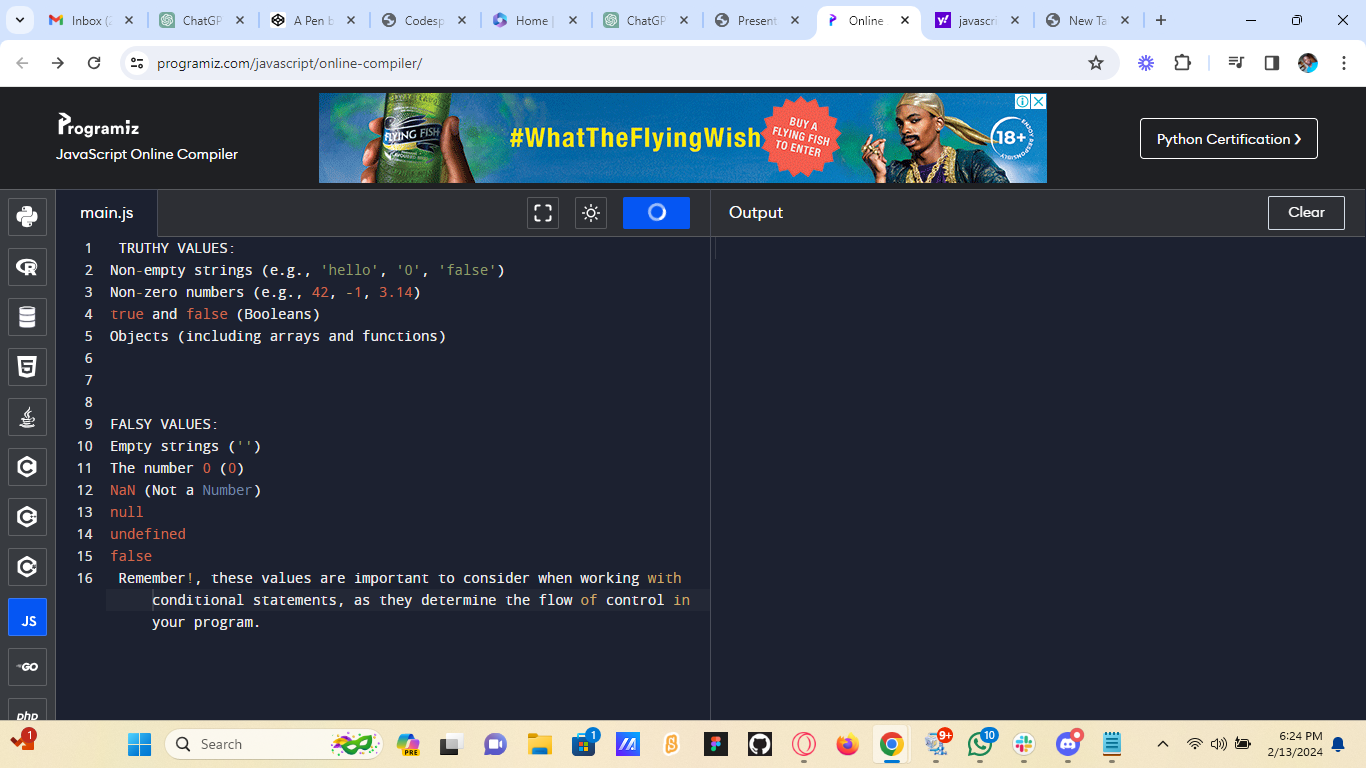 Inbox (2
ChatGP
A Pen b
Codesp
Home |
ChatGP
Present
Online
javascri
New Ta
programiz.com/javascript/online-compiler/
Programiz
JavaScript Online Compiler
FLYING FISH
#WhatTheFlyingWish
BUY A
FLYING FISH
TO ENTER
18+
ENJOY RESPONSIBLY
Python Certification
main.js
Output
Clear
1 TRUTHY VALUES:
2 Non-empty strings (e.g., 'hello', '0', 'false')
3 Non-zero numbers (e.g., 42, -1, 3.14)
4 true and false (Booleans)
5 Objects (including arrays and functions)
6
7
8
9 FALSY VALUES:
10 Empty strings ('')
11 The number 0 (0)
12 NaN (Not a Number)
13 null
14 undefined
15 false
16 Remember!, these values are important to consider when working with
conditional statements, as they determine the flow of control in
your program.
R
5
C
C
C
JS
GO
php
1
Search
PRE
1
9+
10
6:24 PM
2/13/2024